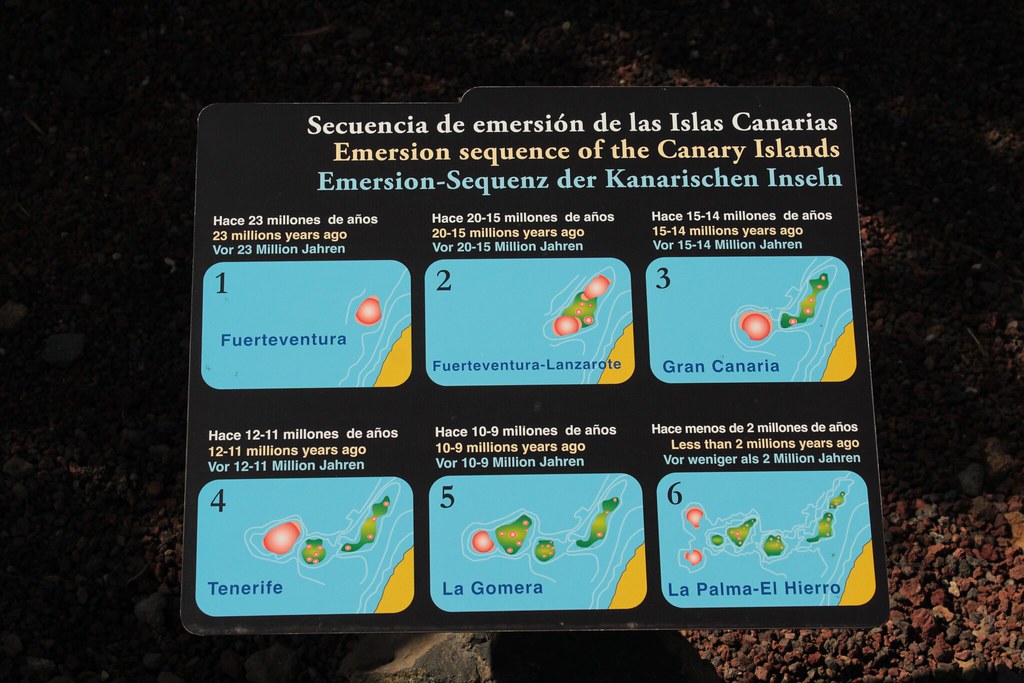 Secuencia de emersión de las Islas Canarias
Emersion sequence of the Canary Islands
Emersion-Sequenz der Kanarischen Inseln
Hace 23 millones de años
23 millions years ago
Vor 23 Million Jahren
1
Fuerteventura
Hace 20-15 millones de años
20-15 millions years ago
Vor 20-15 Million Jahren
2
Fuerteventura-Lanzarote
Hace 15-14 millones de años
15-14 millions years ago
Vor 15-14 Million Jahren
3
Gran Canaria
Hace 12-11 millones de años
12-11 millions years ago
Vor 12-11 Million Jahren
4
Tenerife
Hace 10-9 millones de años
10-9 millions years ago
Vor 10-9 Million Jahren
5
La Gomera
Hace menos de 2 millones de años
Less than 2 millions years ago
Vor weniger als 2 Million Jahren
6
La Palma-El Hierro